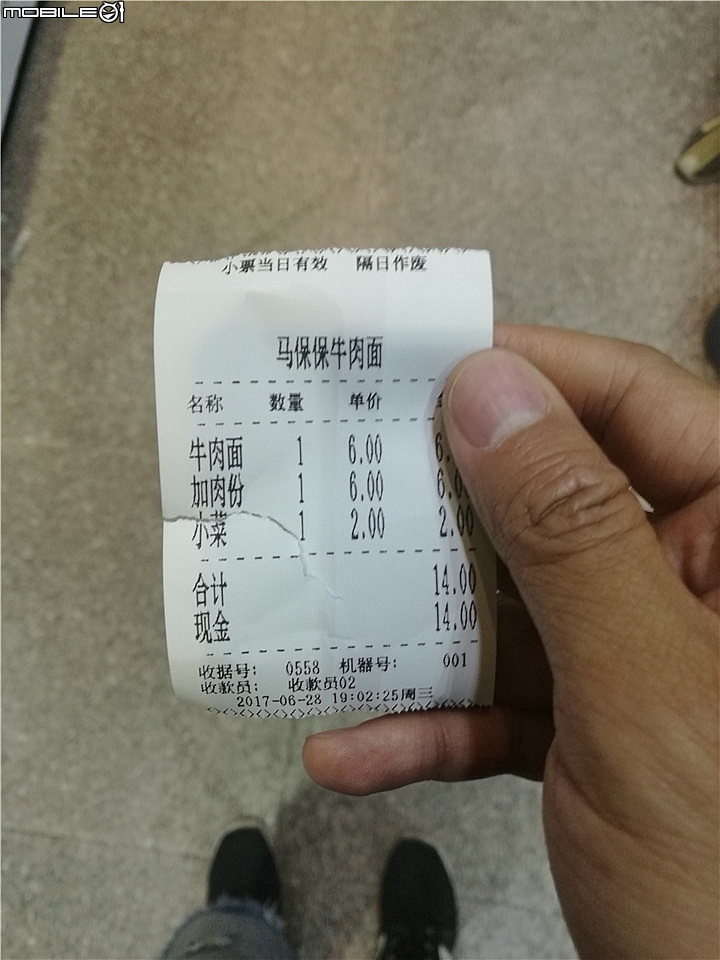 MOBILE01
小票当日有效 隔日作废
马保保牛肉面
名称 数量 单价
牛肉面 1 6.00 6.
加肉份 1 6.00 6.0
小菜 1 2.00 2.00
合计 14.00
现金 14.00
收据号: 0558 机器号: 001
收款员: 收款员02
2017-06-28 19:02:25周三